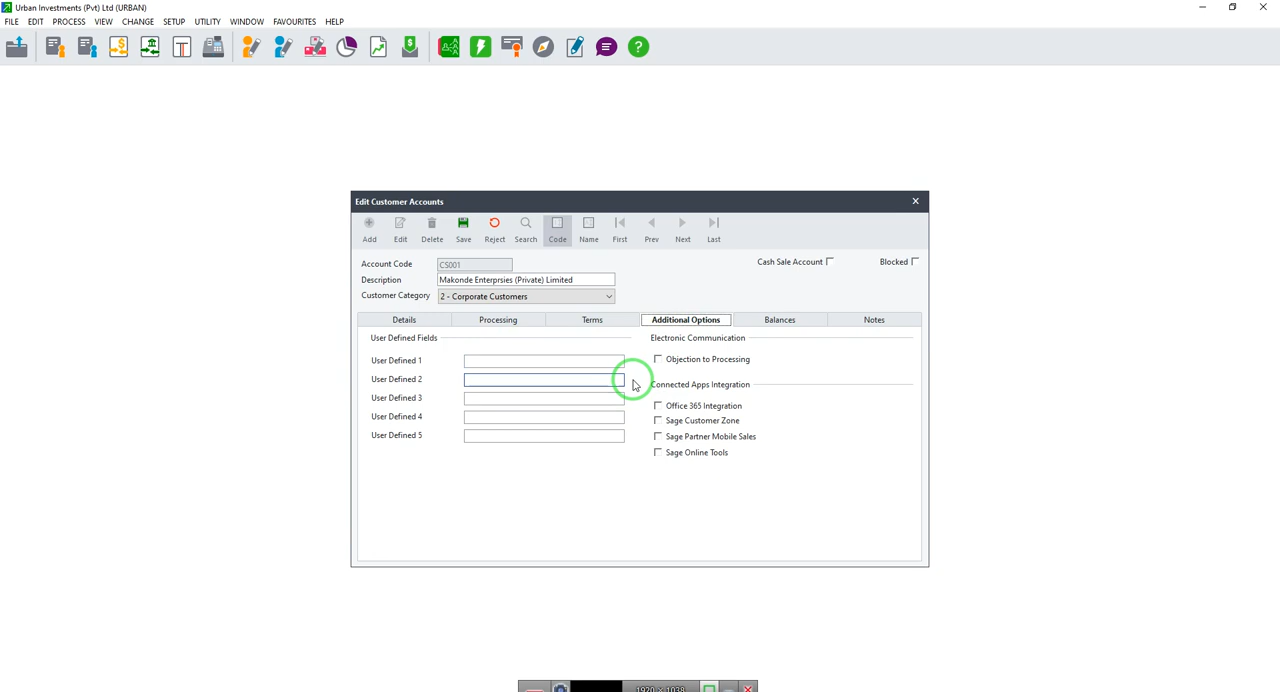 Urban Investments (Pvt) Ltd (URBAN)
FILE EDIT PROCESS VIEW CHANGE SETUP UTILITY WINDOW FAVOURITES HELP
Edit Customer Accounts
Add Edit Delete Save Reject Search Code Name First Prev Next Last
Account Code CS001 Cash Sale Account Blocked
Description Makonde Enterprsies (Private) Limited
Customer Category 2 - Corporate Customers
Details Processing Terms Additional Options Balances Notes
User Defined Fields Electronic Communication
User Defined 1 Objection to Processing
User Defined 2 Connected Apps Integration
User Defined 3 Office 365 Integration
User Defined 4 Sage Customer Zone
User Defined 5 Sage Partner Mobile Sales
Sage Online Tools
1920 x 1038